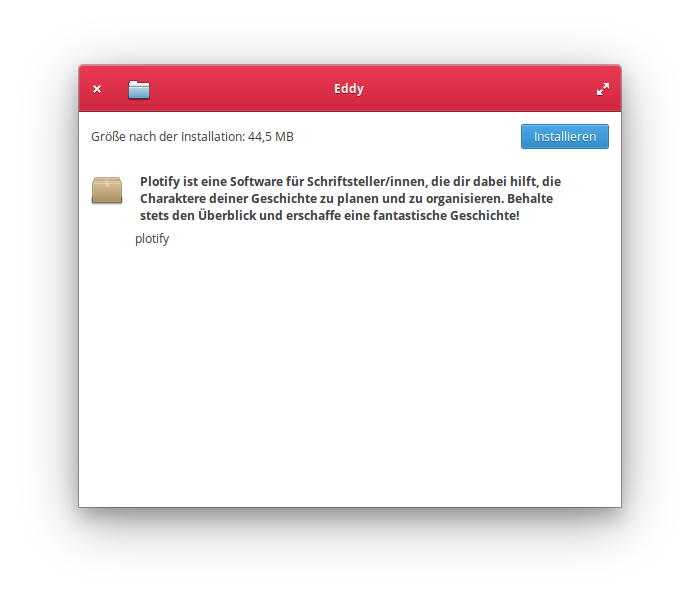 Eddy
Größe nach der Installation: 44,5 MB
Installieren
Plotify ist eine Software für Schriftsteller/innen, die dir dabei hilft, die
Charaktere deiner Geschichte zu planen und zu organisieren. Behalte
stets den Überblick und erschaffe eine fantastische Geschichte!
plotify